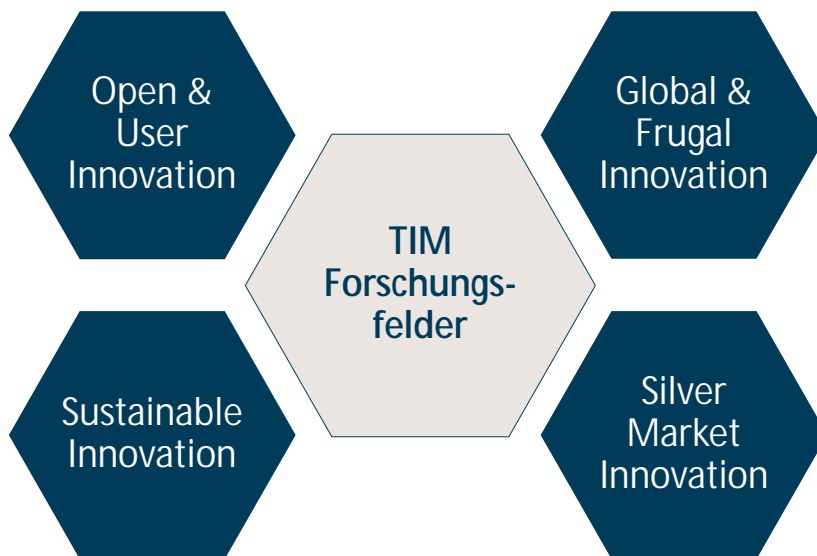 Open &
User
Innovation
Global &
Frugal
Innovation
TIM
Forschungs-
felder
Sustainable
Innovation
Silver
Market
Innovation